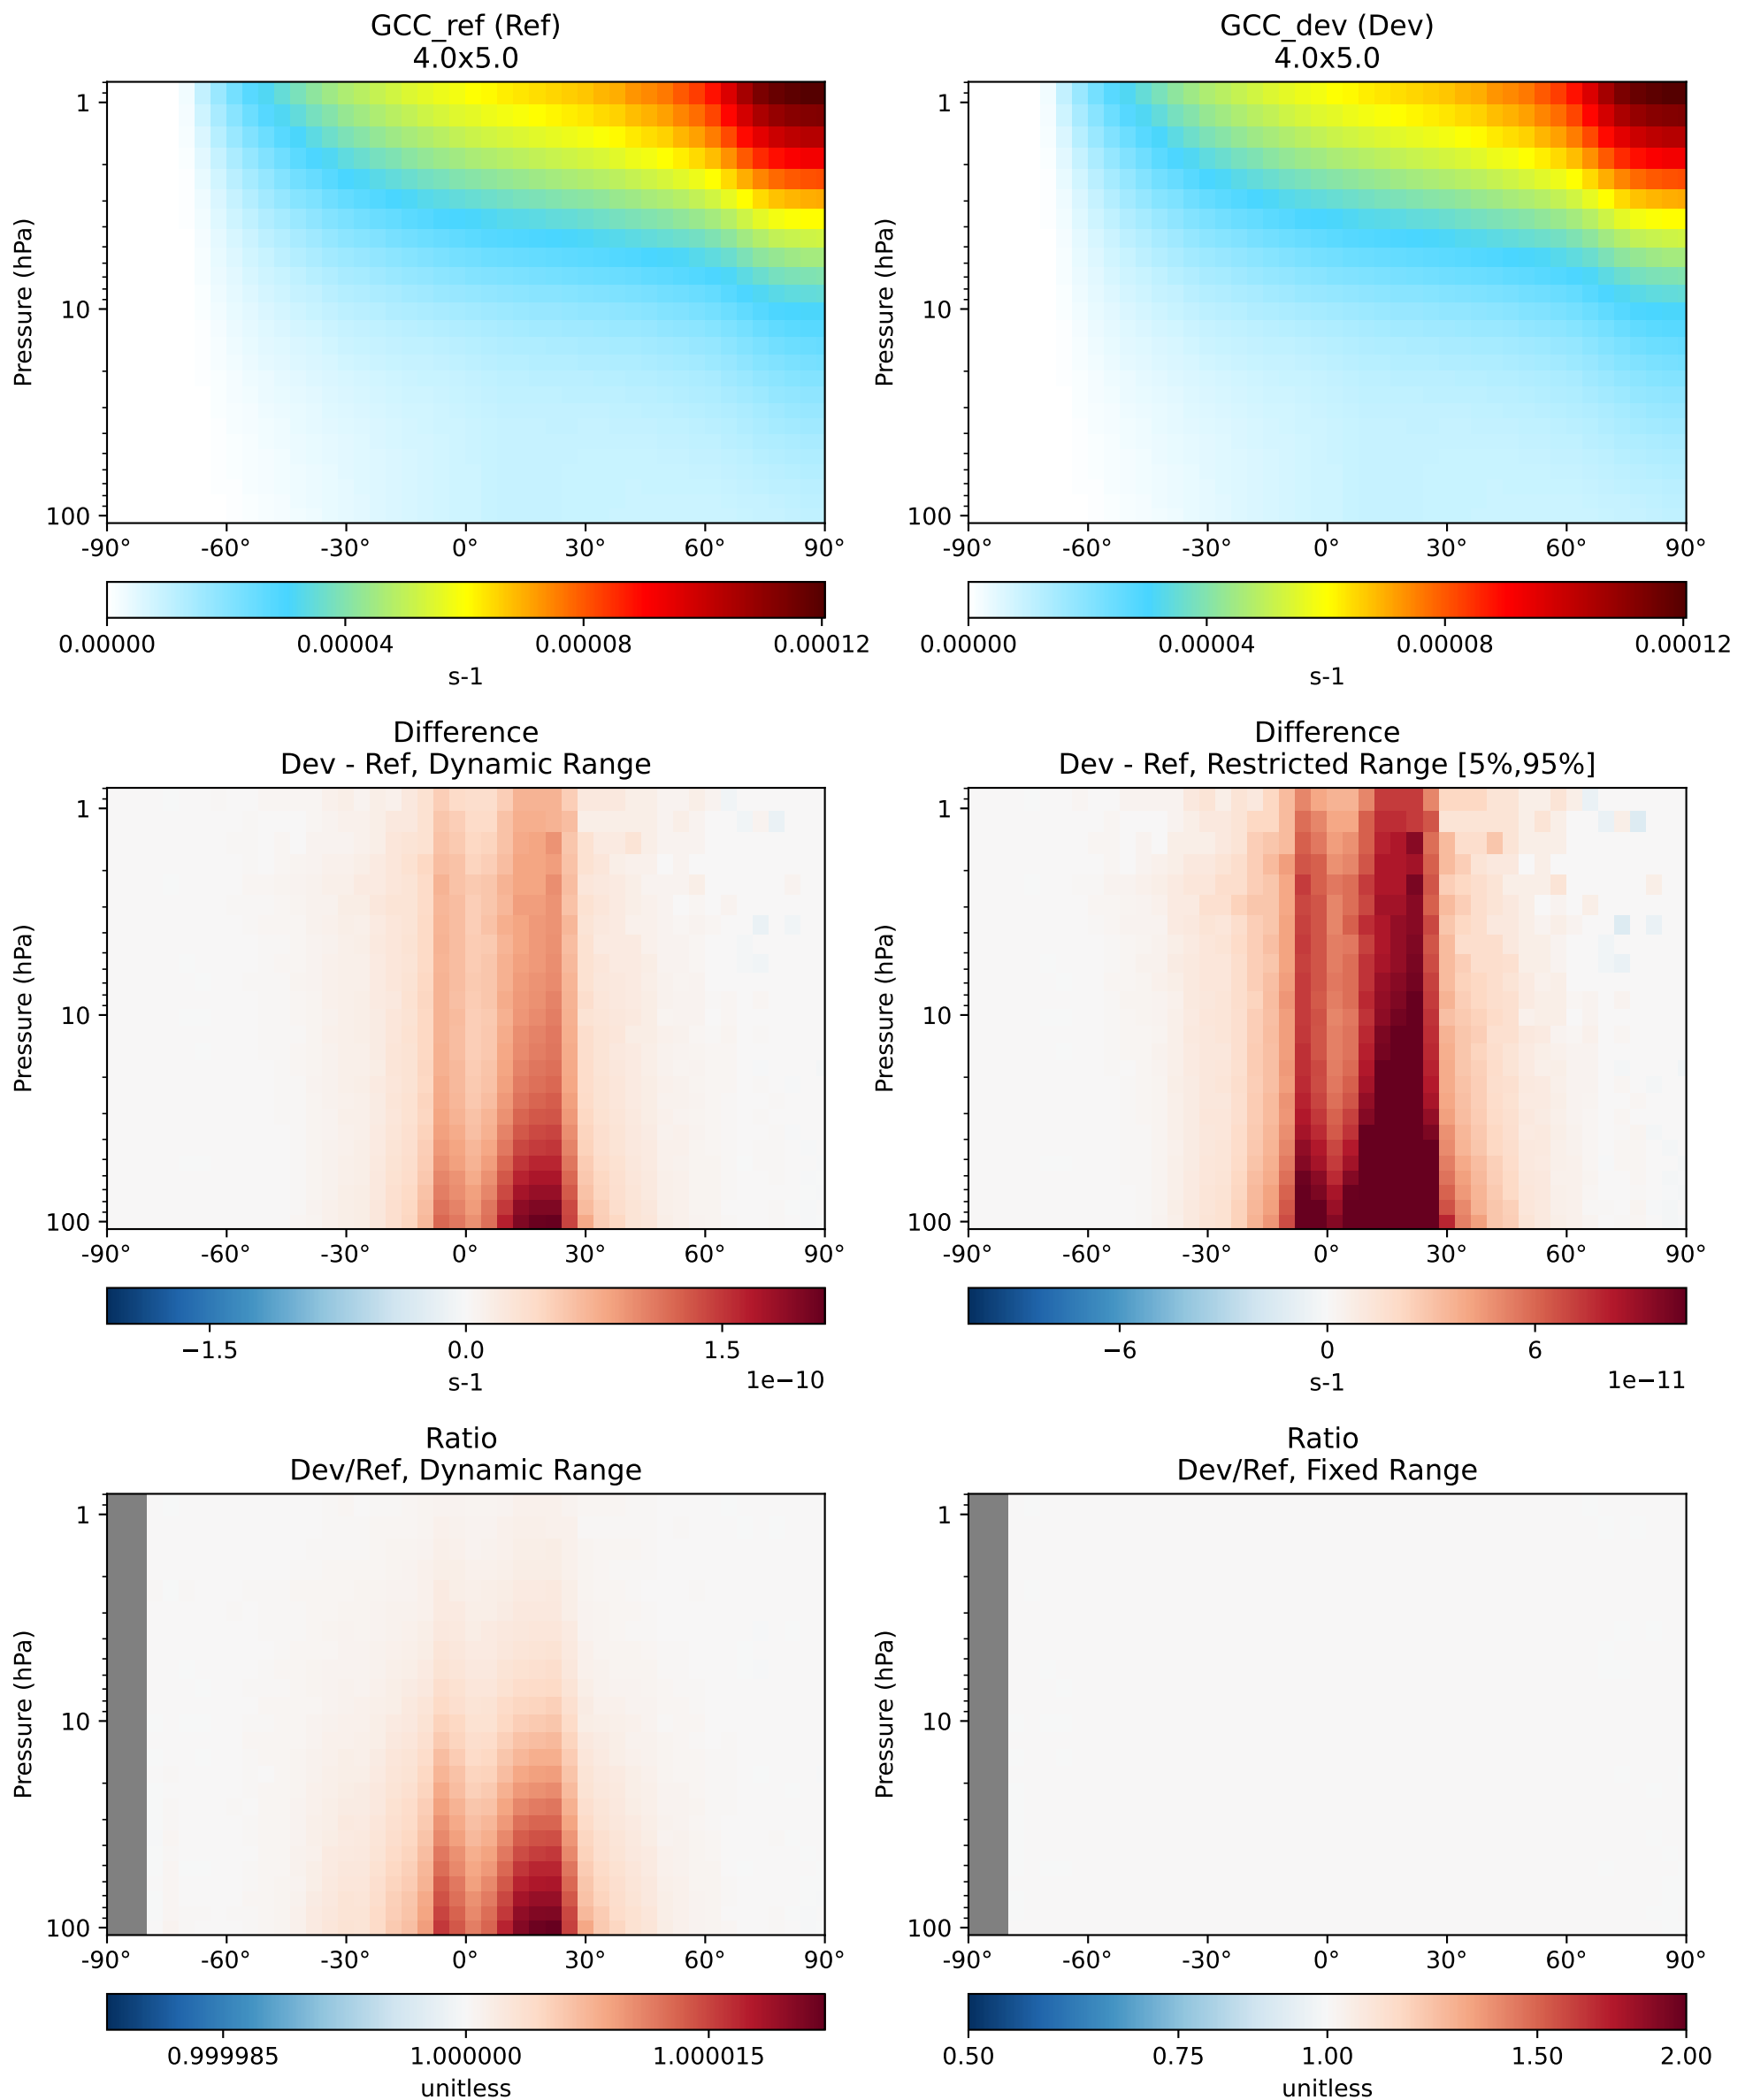 GCC_ref (Ref)
4.0x5.0
GCC_dev (Dev)
4.0x5.0
Pressure (hPa)
1
10
100
-90° -60° -30° 0° 30° 60° 90°
0.00000 0.00004 0.00008 0.00012
s-1
Pressure (hPa)
1
10
100
-90° -60° -30° 0° 30° 60° 90°
0.00000 0.00004 0.00008 0.00012
s-1
Difference
Dev - Ref, Dynamic Range
Pressure (hPa)
1
10
100
-90° -60° -30° 0° 30° 60° 90°
−1.5 0.0 1.5
s-1 1e−10
Difference
Dev - Ref, Restricted Range [5%,95%]
Pressure (hPa)
1
10
100
-90° -60° -30° 0° 30° 60° 90°
−6 0 6
s-1 1e−11
Ratio
Dev/Ref, Dynamic Range
Pressure (hPa)
1
10
100
-90° -60° -30° 0° 30° 60° 90°
0.999985 1.000000 1.000015
unitless
Ratio
Dev/Ref, Fixed Range
Pressure (hPa)
1
10
100
-90° -60° -30° 0° 30° 60° 90°
0.50 0.75 1.00 1.50 2.00
unitless